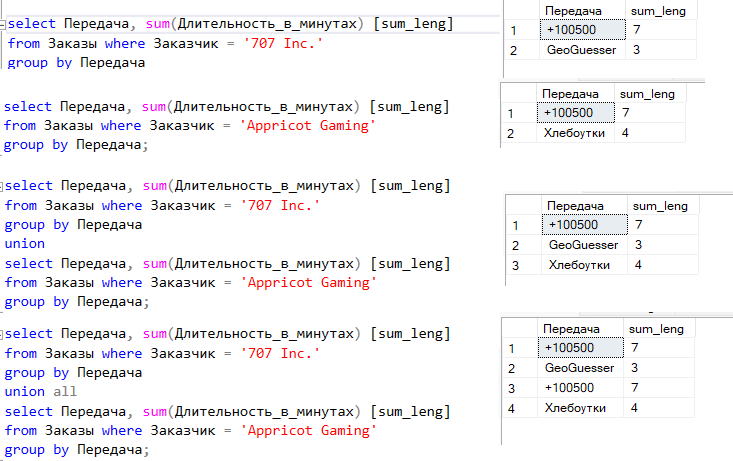 select Передача, sum(Длительность_в_минутах) [sum_leng]
from Заказы where Заказчик = '707 Inc.'
group by Передача
Передача sum_leng
1 +100500 7
2 GeoGuesser 3
select Передача, sum(Длительность_в_минутах) [sum_leng]
from Заказы where Заказчик = 'Appricot Gaming'
group by Передача;
Передача sum_leng
1 +100500 7
2 Хлебоутки 4
select Передача, sum(Длительность_в_минутах) [sum_leng]
from Заказы where Заказчик = '707 Inc.'
group by Передача
union
select Передача, sum(Длительность_в_минутах) [sum_leng]
from Заказы where Заказчик = 'Appricot Gaming'
group by Передача;
Передача sum_leng
1 +100500 7
2 GeoGuesser 3
3 Хлебоутки 4
select Передача, sum(Длительность_в_минутах) [sum_leng]
from Заказы where Заказчик = '707 Inc.'
group by Передача
union all
select Передача, sum(Длительность_в_минутах) [sum_leng]
from Заказы where Заказчик = 'Appricot Gaming'
group by Передача;
Передача sum_leng
1 +100500 7
2 GeoGuesser 3
3 +100500 7
4 Хлебоутки 4